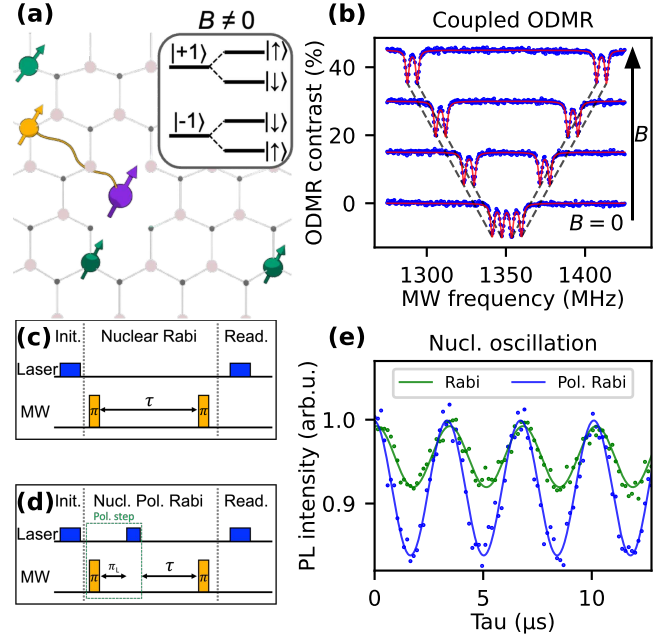 (a)
B ≠ 0
|+1⟩
|↑⟩
|↓⟩
|−1⟩
|↓⟩
|↑⟩
(b)
Coupled ODMR
ODMR contrast (%)
40
20
0
B
B = 0
1300
1350
1400
MW frequency (MHz)
(c)
Init.
Nuclear Rabi
Read.
Laser
MW
π
τ
π
(d)
Init.
Nucl. Pol. Rabi
Read.
Pol. step
Laser
MW
π
π_L
τ
π
(e)
Nucl. oscillation
Rabi
Pol. Rabi
PL intensity (arb.u.)
1.0
0.9
0
5
10
Tau (μs)